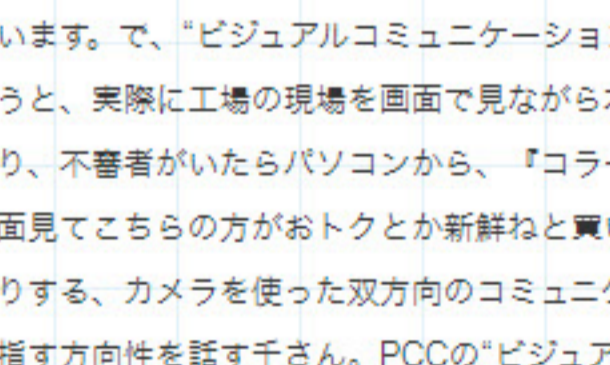 います。で、“ビジュアルコミュニケーショ
うと、実際に工場の現場を画面で見ながら
り、不審者がいたらパソコンから、『コラ
面見てこちらの方がおトクとか新鮮ねと買
りする、カメラを使った双方向のコミュニケ
指す方向性を話す千さん。PCCの“ビジュア